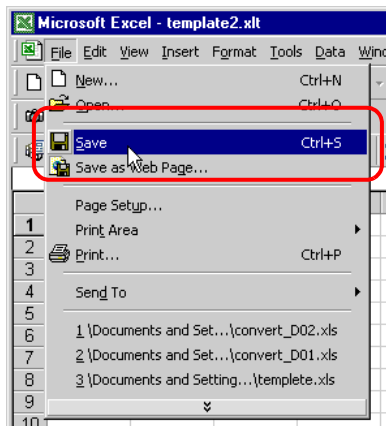 Microsoft Excel - template2.xlt
File Edit View Insert Format Tools Data
New... Ctrl+N
Open... Ctrl+O
Save Ctrl+S
Save as Web Page...
Page Setup...
Print Area
Print... Ctrl+P
Send To
1 \Documents and Set...\convert_D02.xls
2 \Documents and Set...\convert_D01.xls
3 \Documents and Setting...\templete.xls
1
2
3
4
5
6
7
8
9
10